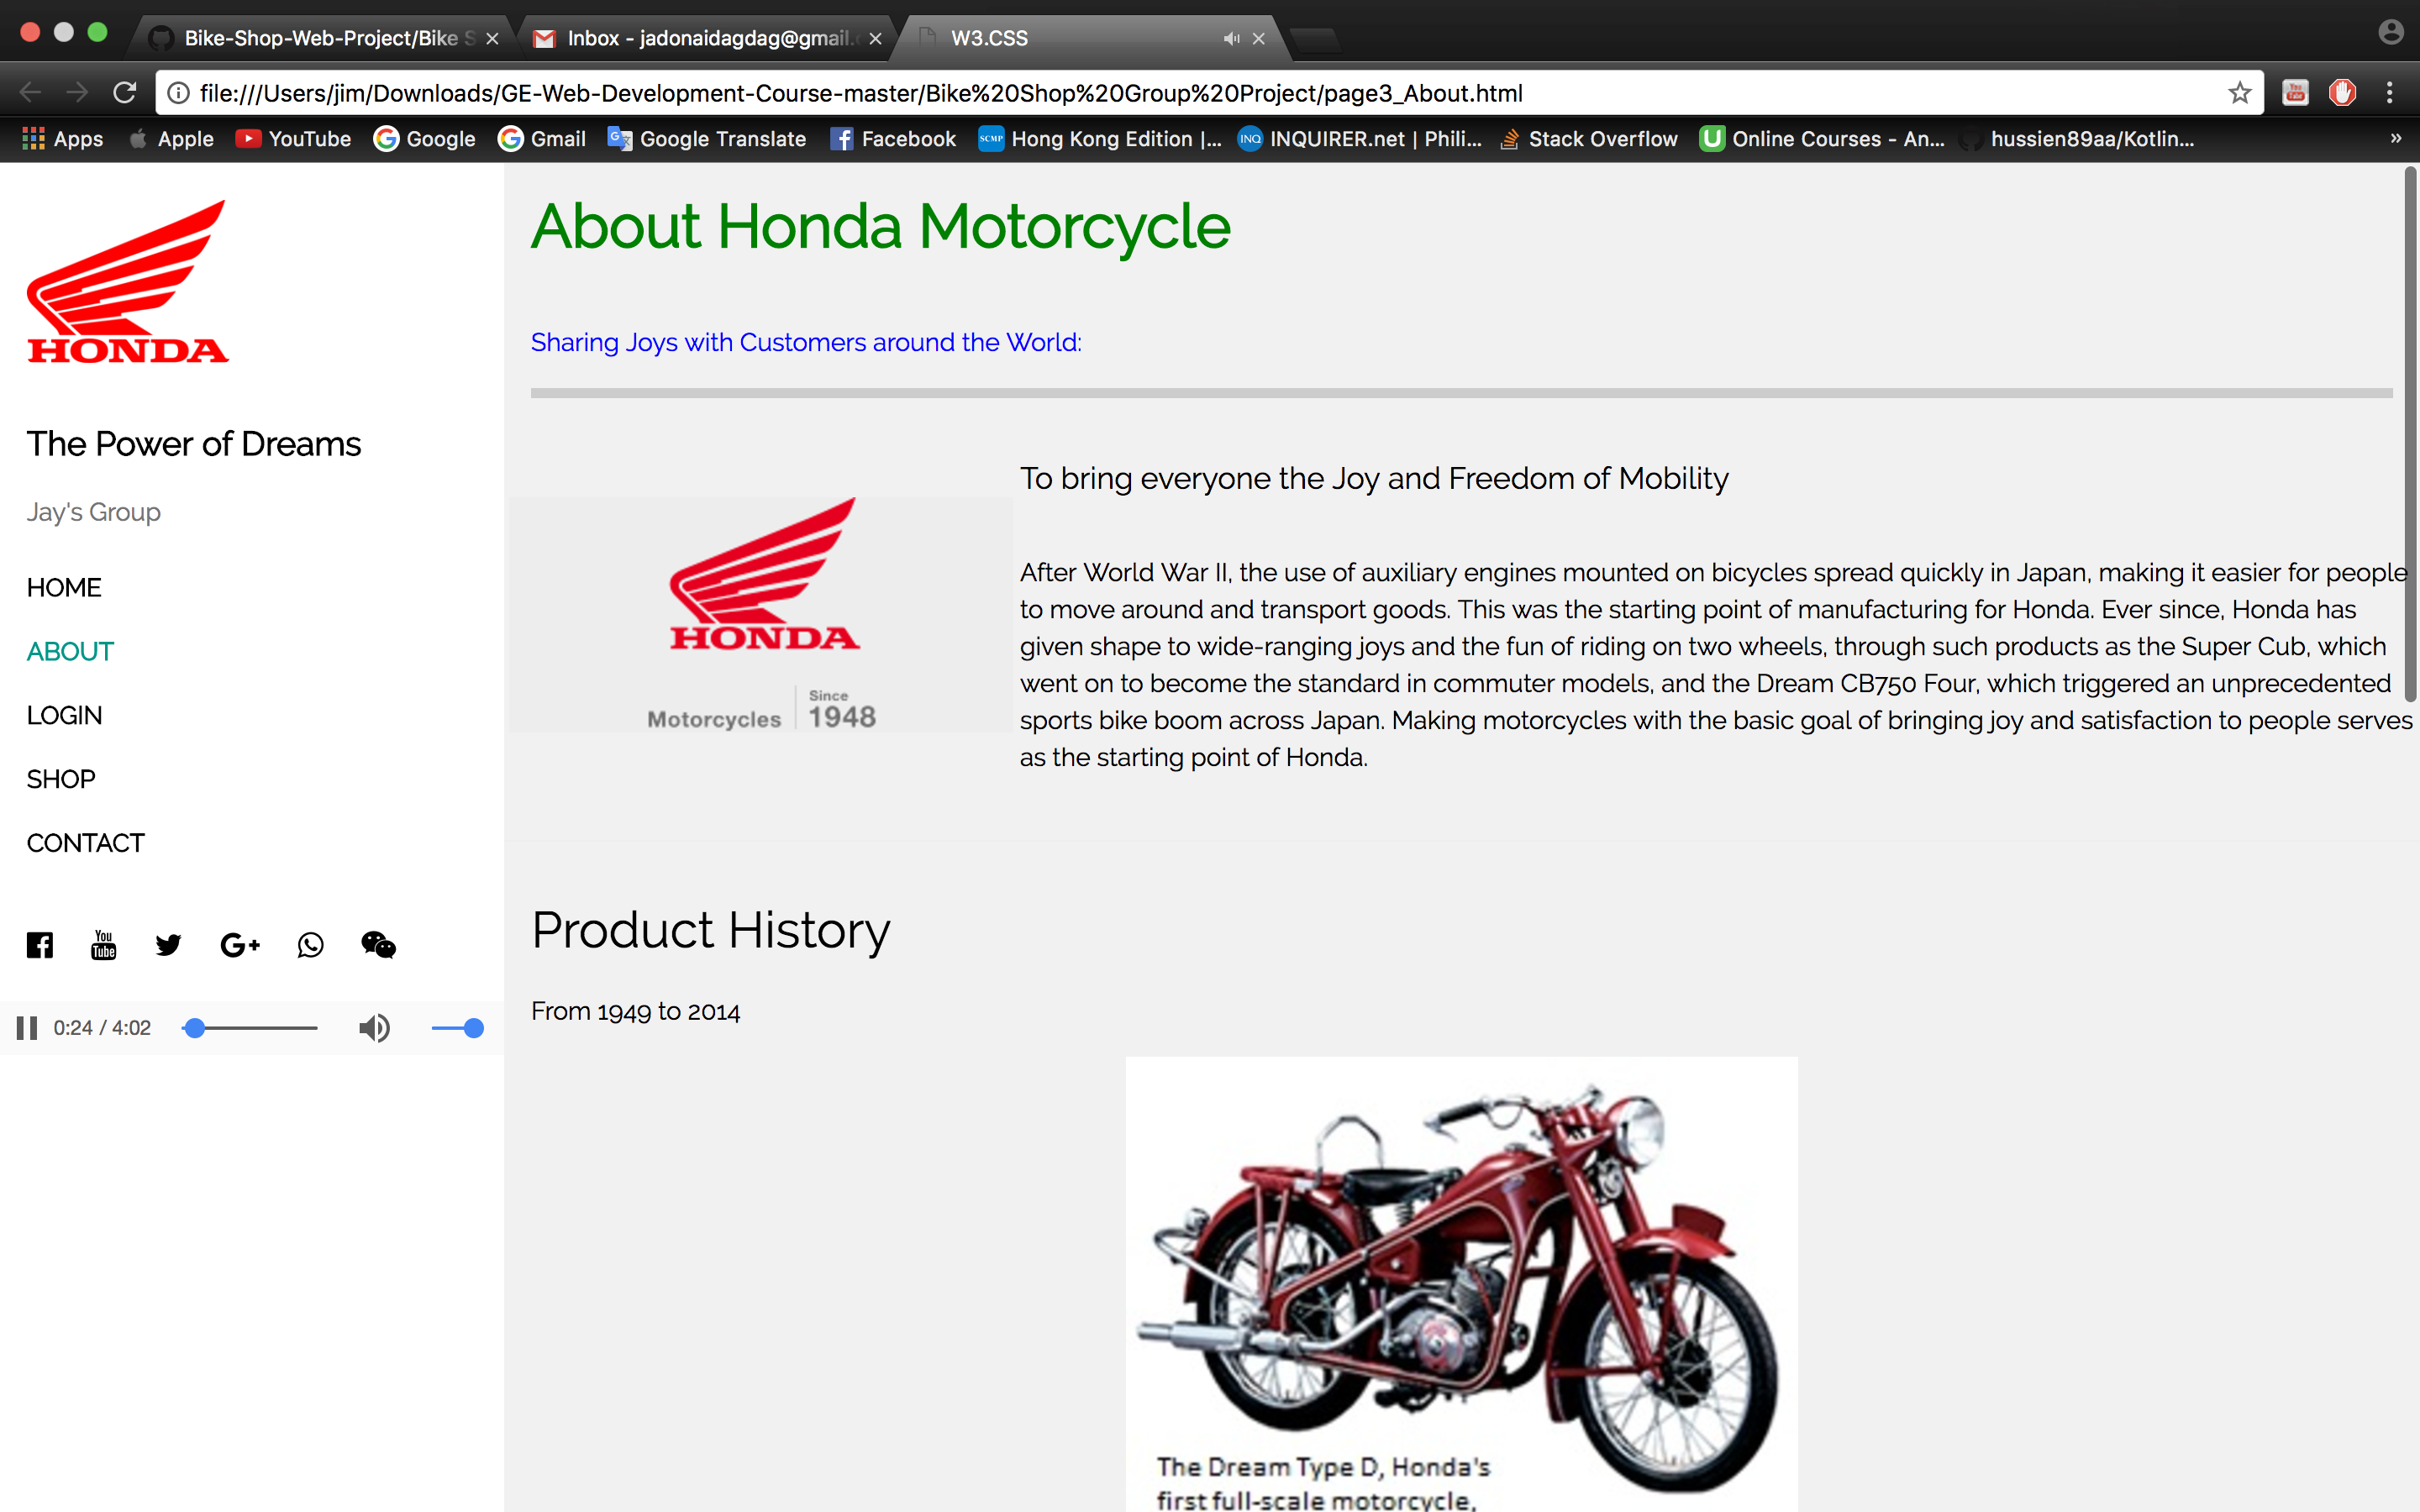 Bike-Shop-Web-Project/Bike S
Inbox - jadonaidagdag@gmail.
W3.CSS
file:///Users/jim/Downloads/GE-Web-Development-Course-master/Bike%20Shop%20Group%20Project/page3_About.html
Apps Apple YouTube Google Gmail Google Translate Facebook SCMP Hong Kong Edition |... INQ INQUIRER.net | Phili... Stack Overflow Online Courses - An... hussien89aa/Kotlin... »
HONDA
The Power of Dreams
Jay's Group
HOME
ABOUT
LOGIN
SHOP
CONTACT
You
Tube
G+
0:24 / 4:02
About Honda Motorcycle
Sharing Joys with Customers around the World:
HONDA
Motorcycles | Since 1948
To bring everyone the Joy and Freedom of Mobility
After World War II, the use of auxiliary engines mounted on bicycles spread quickly in Japan, making it easier for people
to move around and transport goods. This was the starting point of manufacturing for Honda. Ever since, Honda has
given shape to wide-ranging joys and the fun of riding on two wheels, through such products as the Super Cub, which
went on to become the standard in commuter models, and the Dream CB750 Four, which triggered an unprecedented
sports bike boom across Japan. Making motorcycles with the basic goal of bringing joy and satisfaction to people serves
as the starting point of Honda.
Product History
From 1949 to 2014
The Dream Type D, Honda's
first full-scale motorcycle,